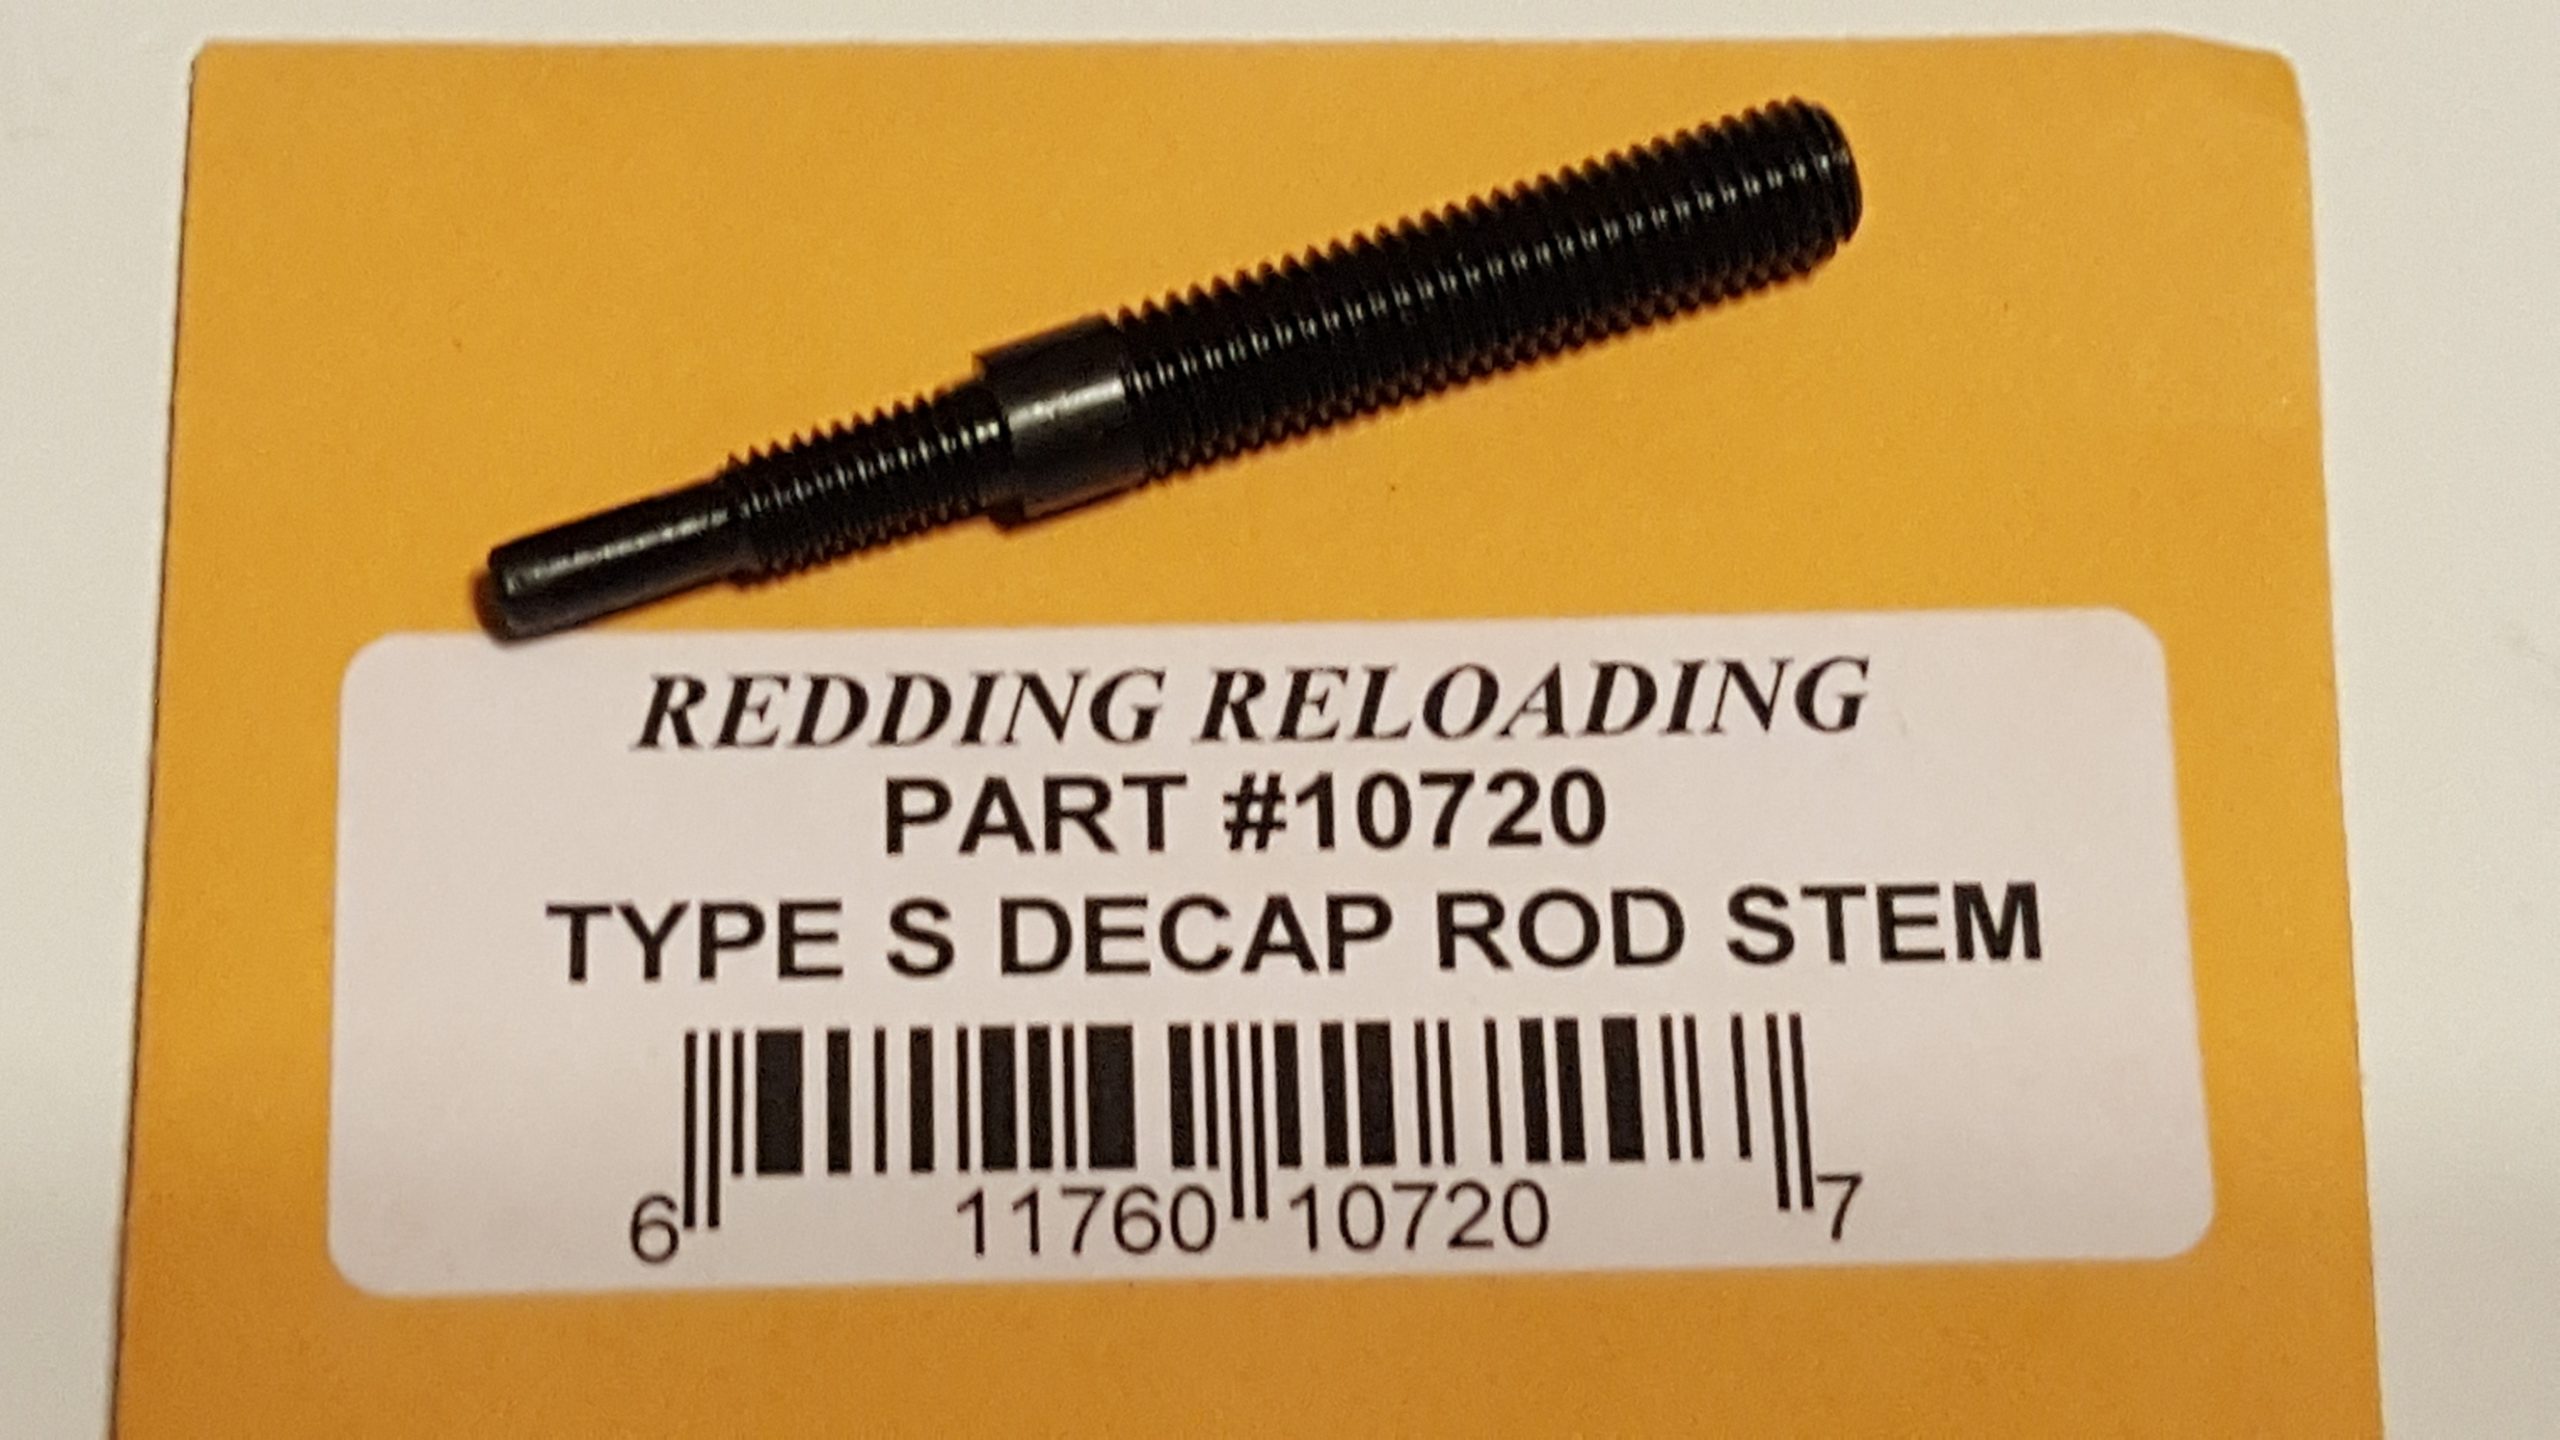 REDDING RELOADING
PART #10720
TYPE S DECAP ROD STEM
6 11760 10720 7